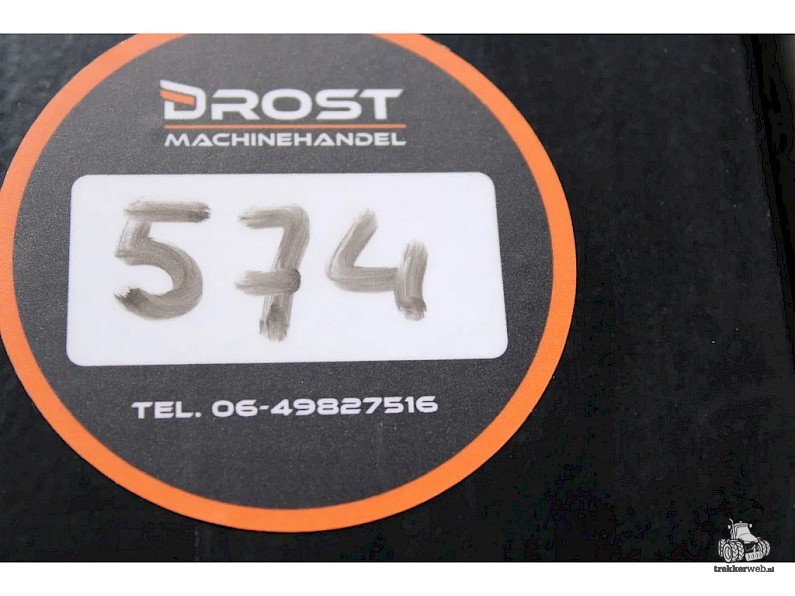 DROST
MACHINEHANDEL
574
TEL. 06-49827516
trekkerweb.nl